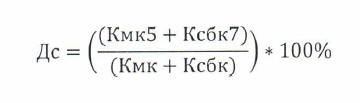 Дс = ((Кмк5 + Ксбк7) / (Кмк + Ксбк)) * 100%